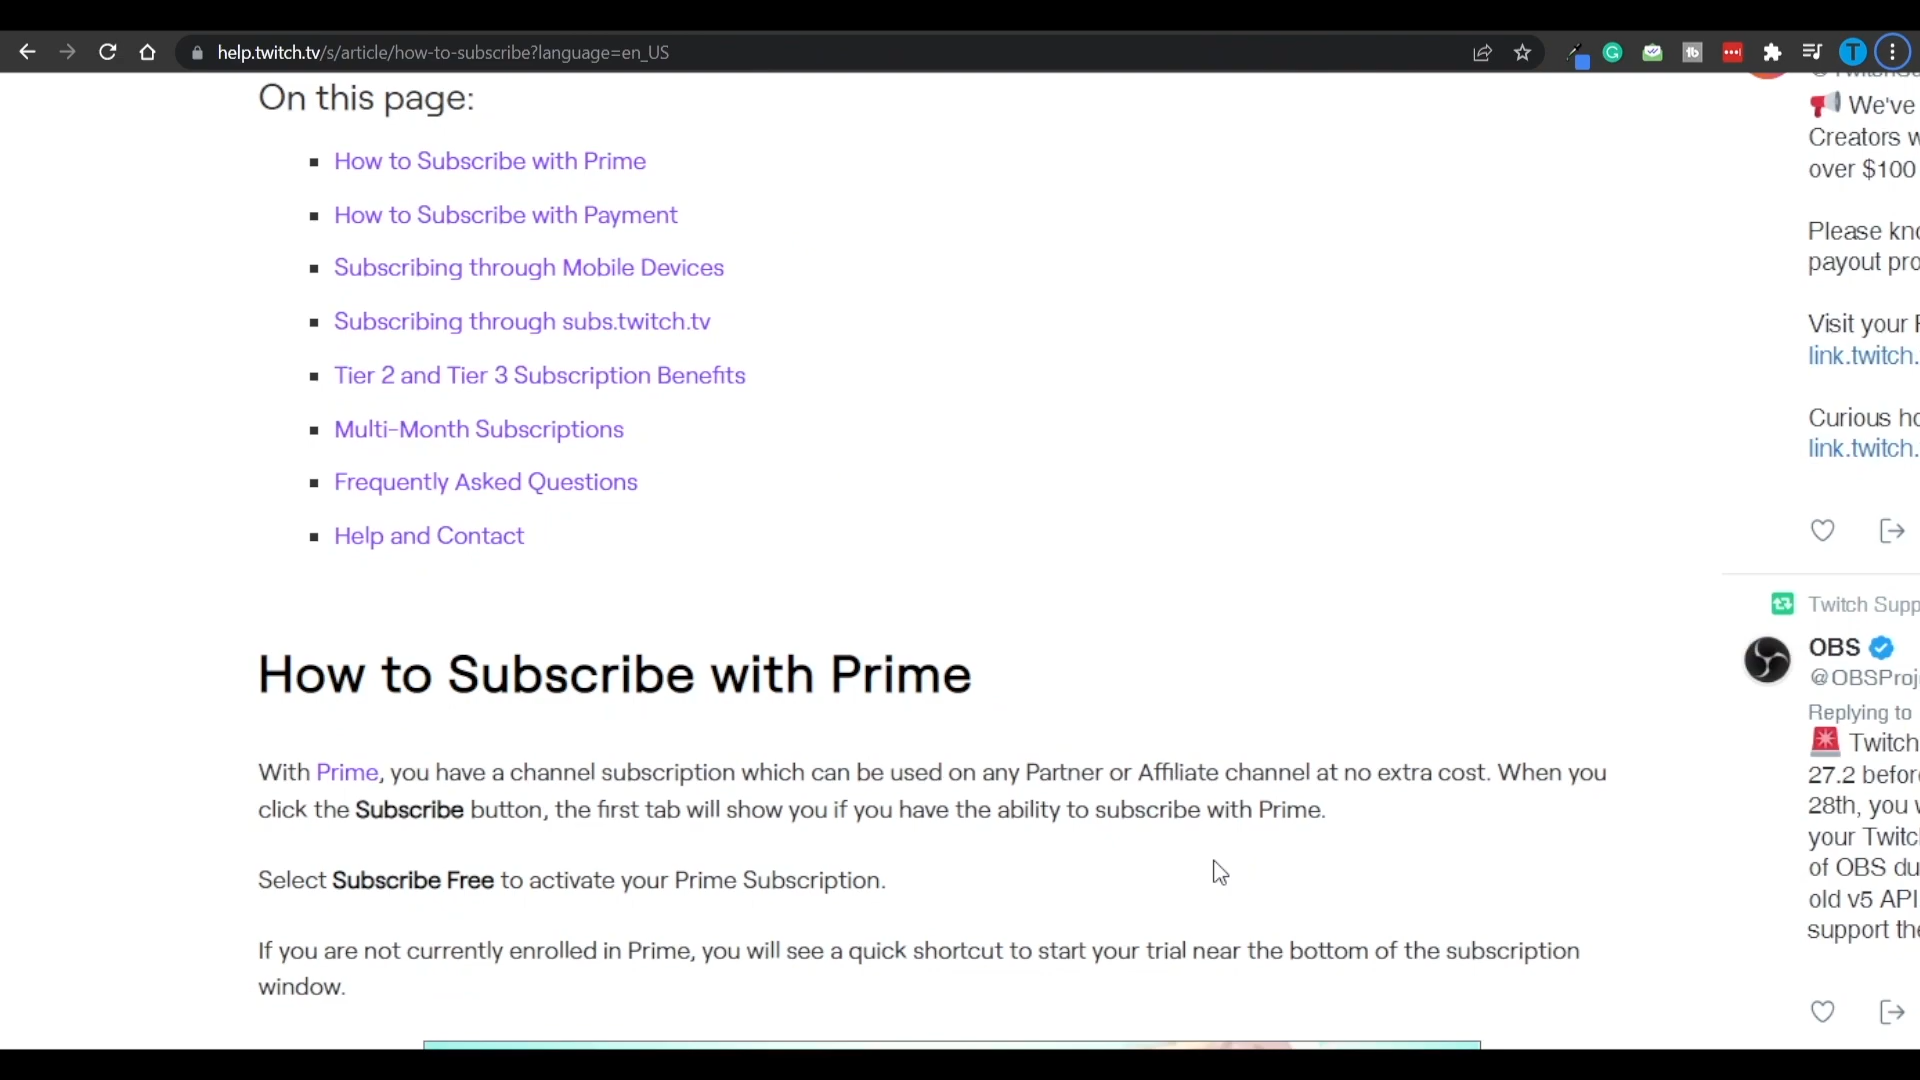 help.twitch.tv/s/article/how-to-subscribe?language=en_US
T
On this page:
How to Subscribe with Prime
How to Subscribe with Payment
Subscribing through Mobile Devices
Subscribing through subs.twitch.tv
Tier 2 and Tier 3 Subscription Benefits
Multi-Month Subscriptions
Frequently Asked Questions
Help and Contact
How to Subscribe with Prime
With Prime, you have a channel subscription which can be used on any Partner or Affiliate channel at no extra cost. When you
click the Subscribe button, the first tab will show you if you have the ability to subscribe with Prime.
Select Subscribe Free to activate your Prime Subscription.
If you are not currently enrolled in Prime, you will see a quick shortcut to start your trial near the bottom of the subscription
window.
We've
Creators w
over $100
Please kno
payout pro
Visit your
link.twitch.
Curious ho
link.twitch.
Twitch Supp
OBS
@OBSProj
Replying to
Twitch
27.2 before
28th, you w
your Twitch
of OBS du
old v5 API
support the